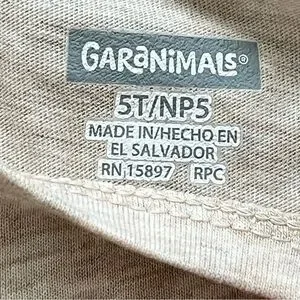 GARANIMALS®
5T/NP5
MADE IN/HECHO EN
EL SALVADOR
RN 15897 RPC